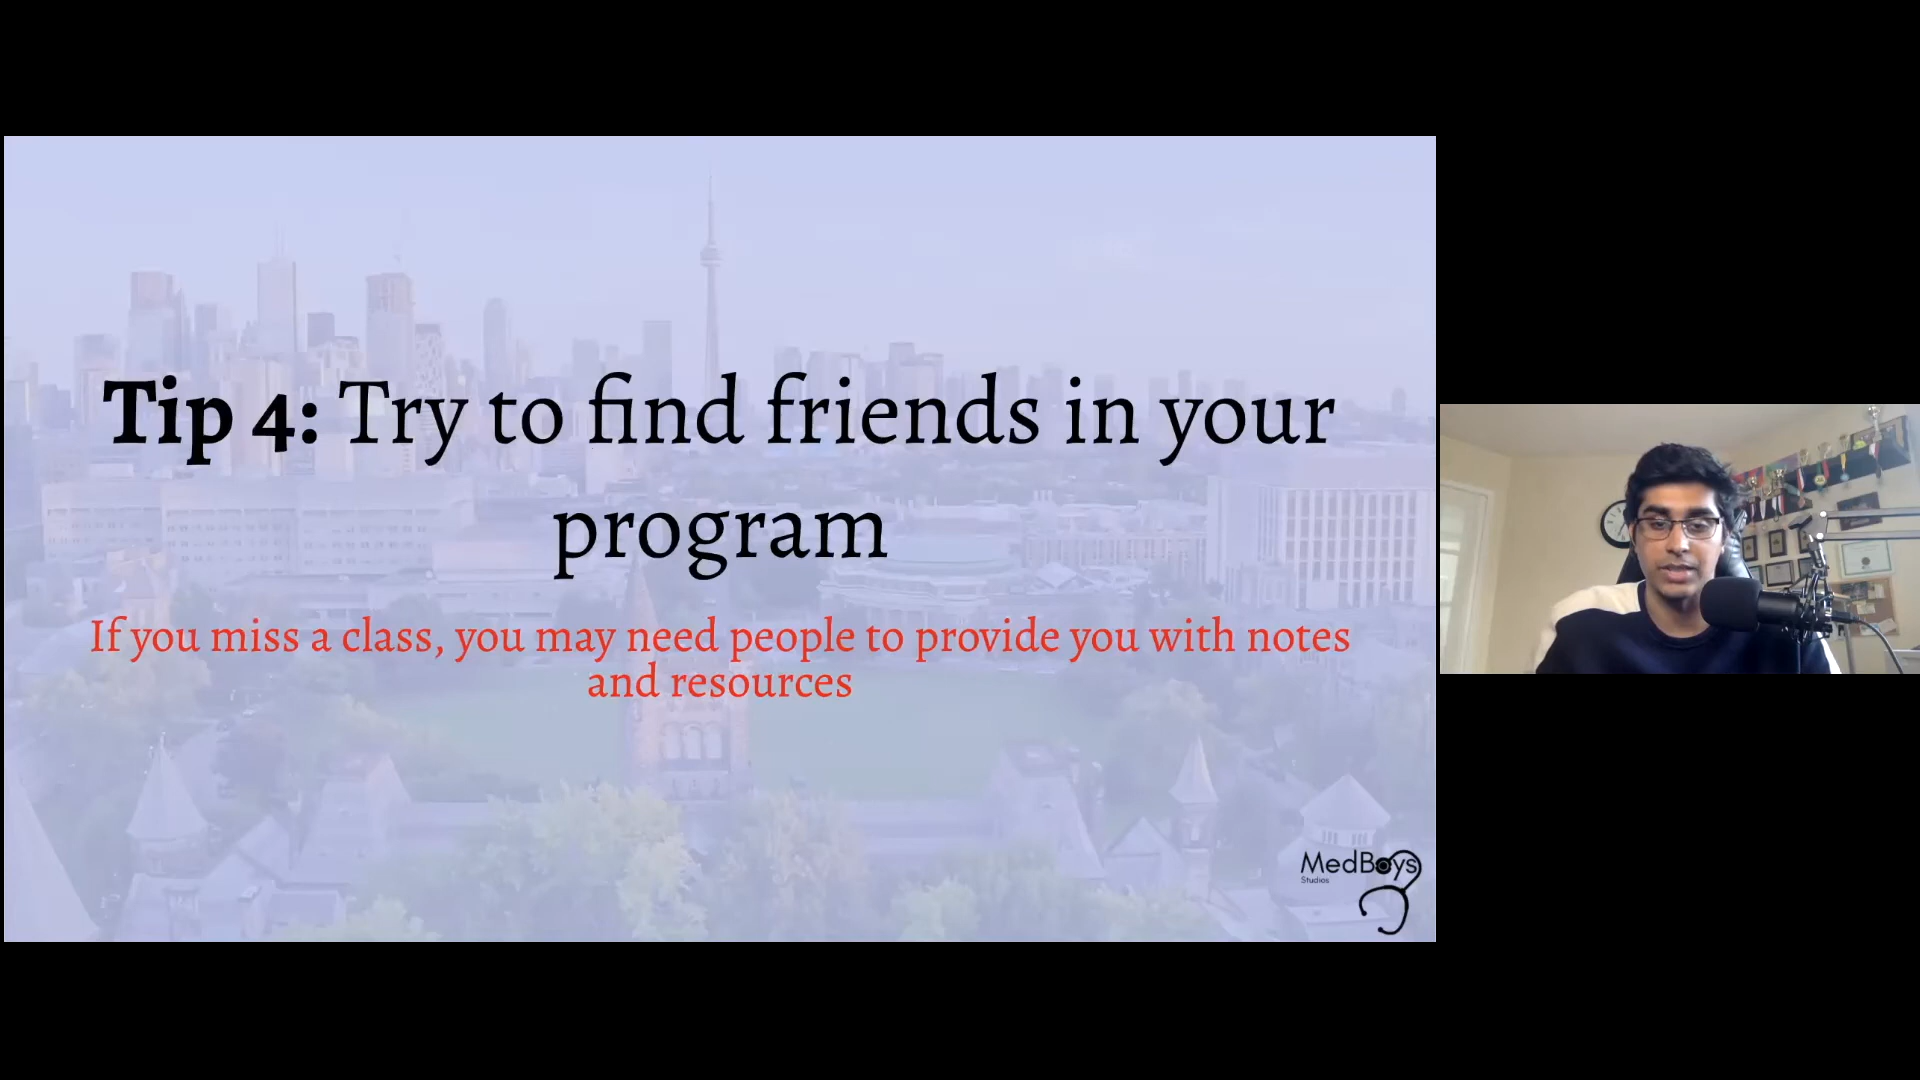 Tip 4: Try to find friends in your
program
If you miss a class, you may need people to provide you with notes
and resources
MedBoys
Studios